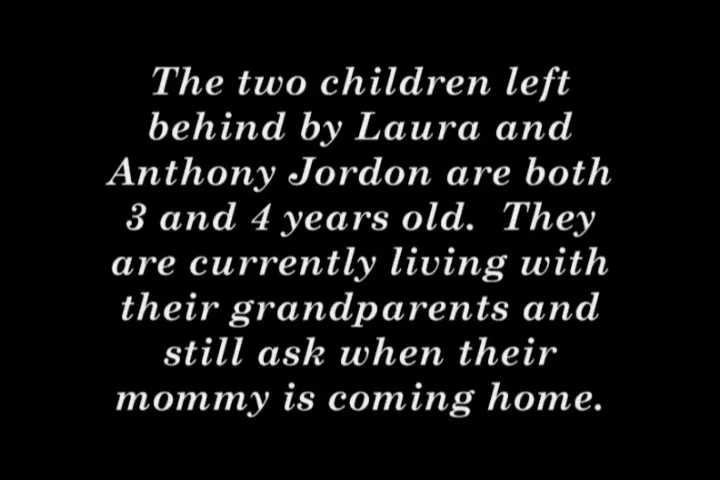 The two children left
behind by Laura and
Anthony Jordon are both
3 and 4 years old.  They
are currently living with
their grandparents and
still ask when their
mommy is coming home.